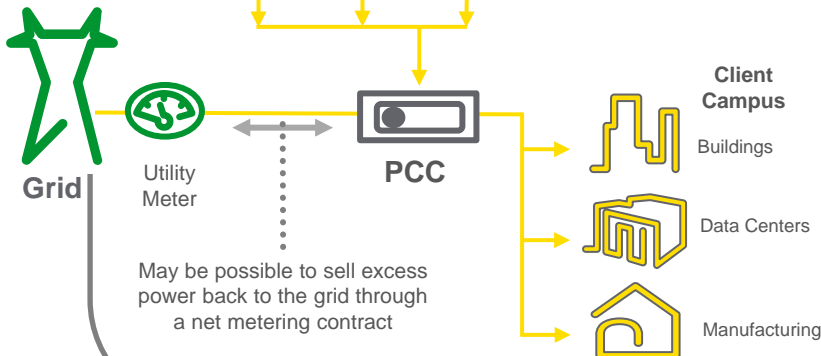 Client
Campus
Buildings
Grid
Utility
Meter
PCC
Data Centers
May be possible to sell excess
power back to the grid through
a net metering contract
Manufacturing